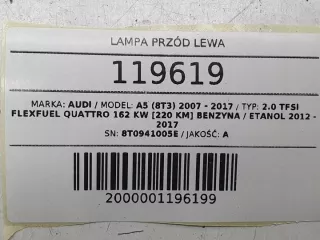 LAMPA PRZÓD LEWA
119619
MARKA: AUDI / MODEL: A5 (8T3) 2007 - 2017 / TYP: 2.0 TFSI
FLEXFUEL QUATTRO 162 KW [220 KM] BENZYNA / ETANOL 2012 -
2017
SN: 8T0941005E / JAKOŚĆ: A
2000001196199